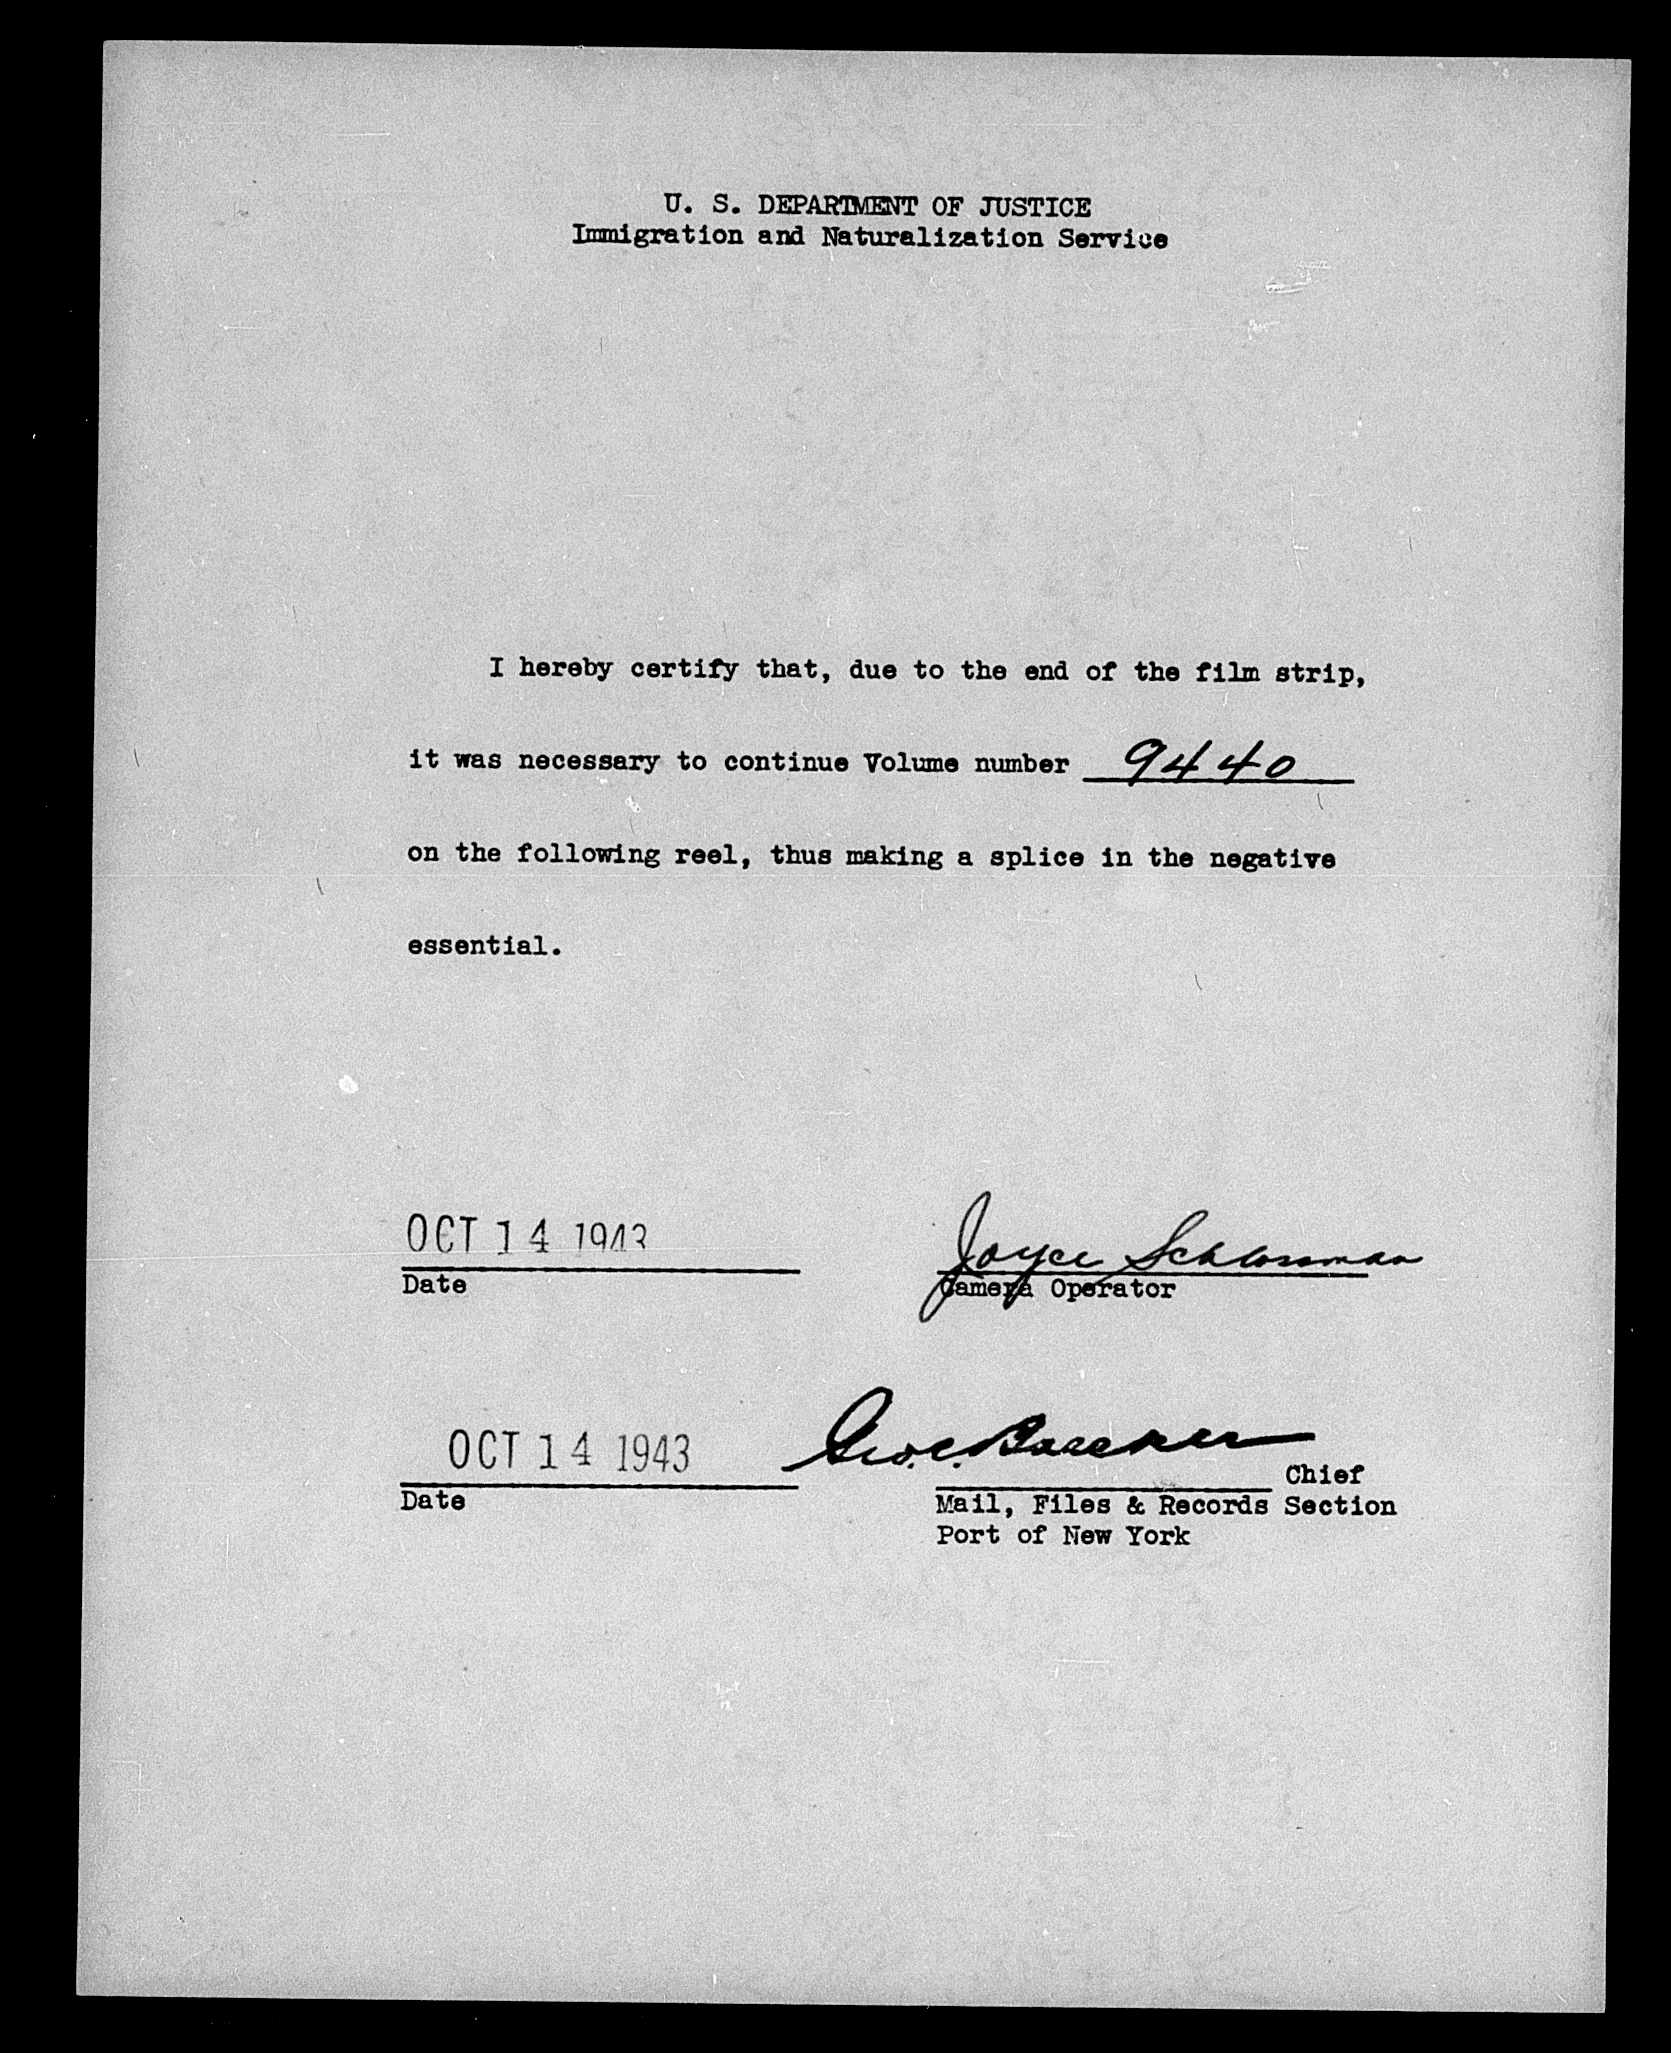 U. S. DEPARTMENT OF JUSTICE
Immigration and Naturalization Service
I hereby certify that, due to the end of the film strip,
it was necessary to continue Volume number 9440
on the following reel, thus making a splice in the negative
essential.
OCT 14 1943
Date
Joyce Schlossman
Camera Operator
OCT 14 1943
Date
Geo. C.
Chief
Mail, Files & Records Section
Port of New York